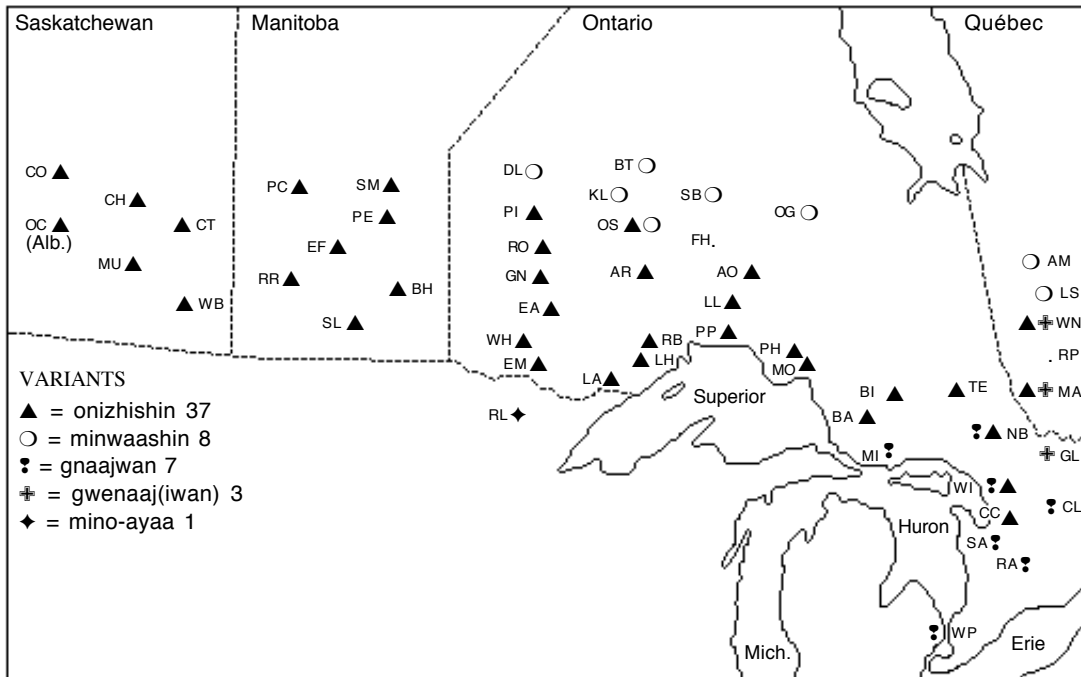 Saskatchewan Manitoba Ontario Québec
CO
CH
OC
(Alb.)
CT
MU
WB
PC
SM
PE
EF
RR
BH
SL
DL
BT
KL
SB
PI
OS
OG
RO
FH
GN
AR
AO
EA
LL
WH
RB
PP
EM
LH
PH
LA
MO
RL
Superior
AM
LS
WN
RP
BI
TE
MA
BA
NB
MI
GL
WI
CL
CC
Huron
SA
RA
WP
Mich.
Erie
VARIANTS
= onizhishin 37
= minwaashin 8
= gnaajwan 7
= gwenaaj(iwan) 3
= mino-ayaa 1